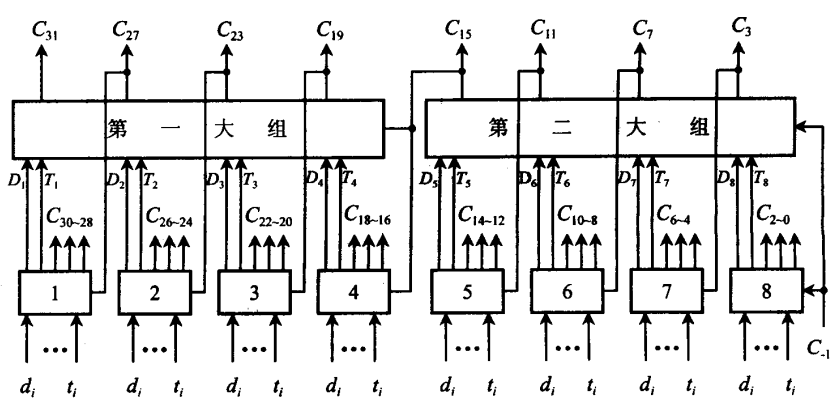 C₃₁ C₂₇ C₂₃ C₁₉ C₁₅ C₁₁ C₇ C₃
第 一 大 组 第 二 大 组
D₁ T₁ D₂ T₂ D₃ T₃ D₄ T₄ D₅ T₅ D₆ T₆ D₇ T₇ D₈ T₈
C₃₀~₂₈ C₂₆~₂₄ C₂₂~₂₀ C₁₈~₁₆ C₁₄~₁₂ C₁₀~₈ C₆~₄ C₂~₀
1 2 3 4 5 6 7 8
••• ••• ••• ••• ••• ••• ••• ••• C₋₁
dᵢ tᵢ dᵢ tᵢ dᵢ tᵢ dᵢ tᵢ dᵢ tᵢ dᵢ tᵢ dᵢ tᵢ dᵢ tᵢ